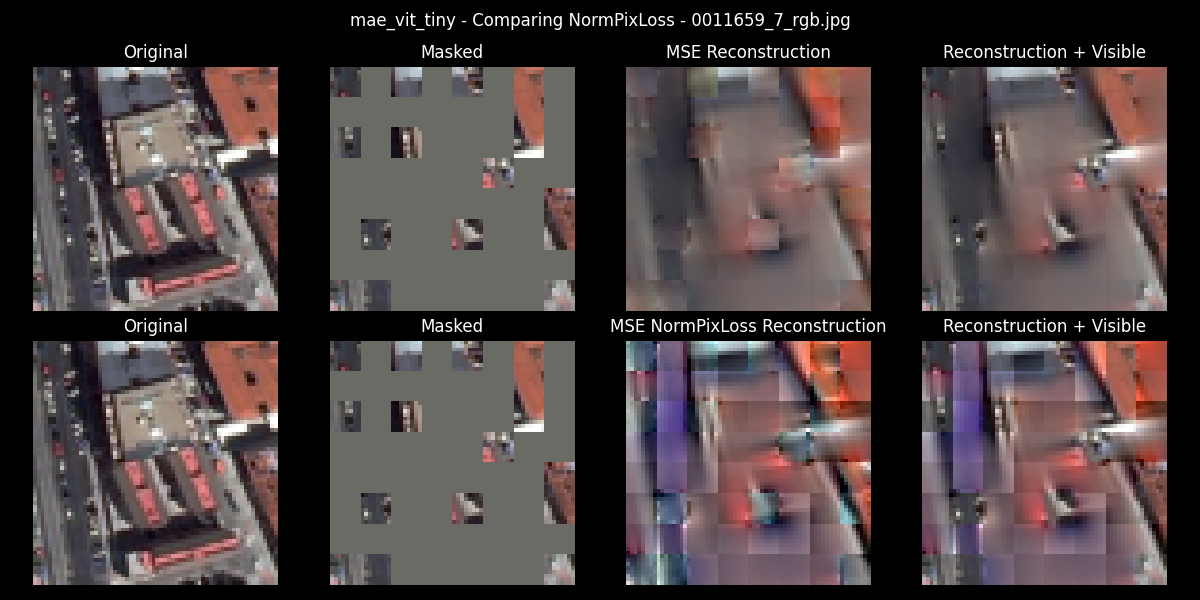 mae_vit_tiny - Comparing NormPixLoss - 0011659_7_rgb.jpg
Original
Masked
MSE Reconstruction
Reconstruction + Visible
Original
Masked
MSE NormPixLoss Reconstruction
Reconstruction + Visible